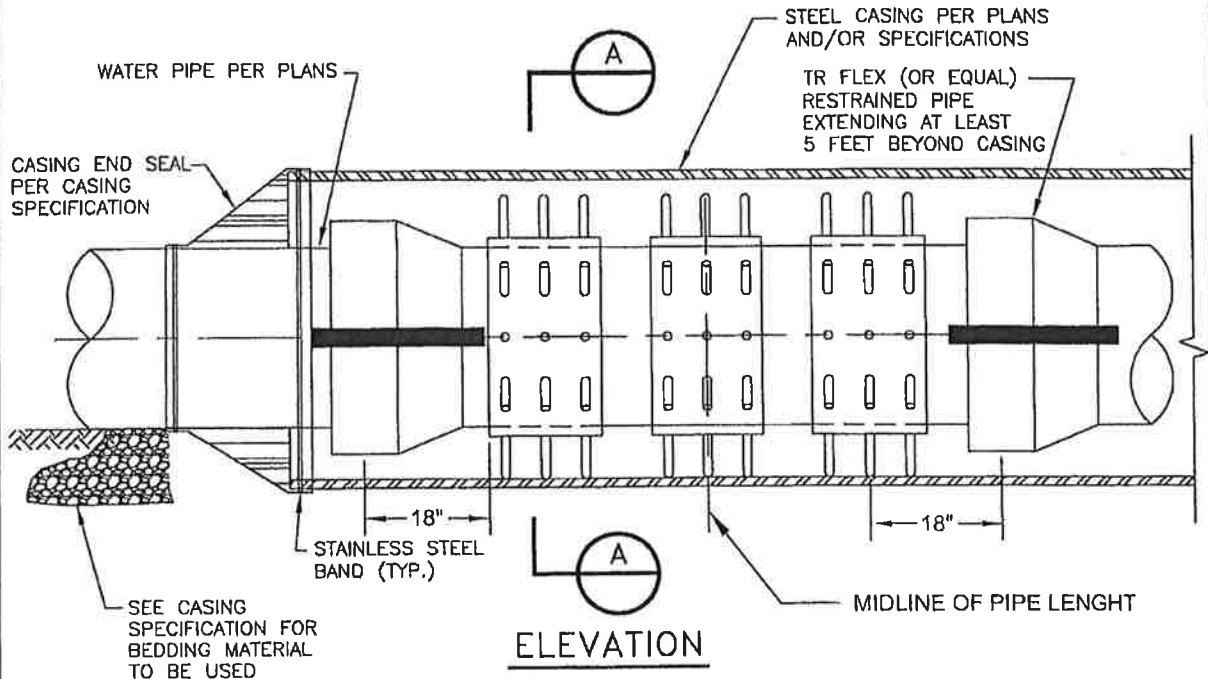 STEEL CASING PER PLANS
AND/OR SPECIFICATIONS
A
WATER PIPE PER PLANS
TR FLEX (OR EQUAL)
RESTRAINED PIPE
EXTENDING AT LEAST
5 FEET BEYOND CASING
CASING END SEAL
PER CASING
SPECIFICATION
18"
18"
STAINLESS STEEL
BAND (TYP.)
A
MIDLINE OF PIPE LENGHT
SEE CASING
SPECIFICATION FOR
BEDDING MATERIAL
TO BE USED
ELEVATION